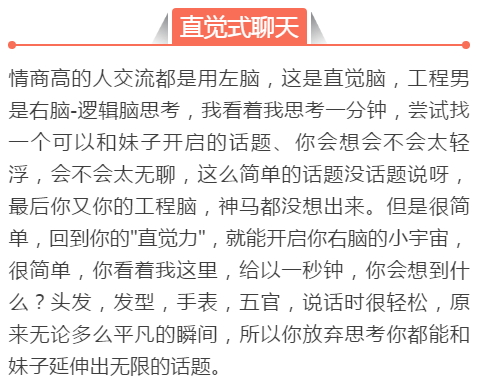 直觉式聊天
情商高的人交流都是用左脑，这是直觉脑，工程男
是右脑-逻辑脑思考，我看着我思考一分钟，尝试找
一个可以和妹子开启的话题、你会想会不会太轻
浮，会不会太无聊，这么简单的话题没话题说呀，
最后你又你的工程脑，神马都没想出来。但是很简
单，回到你的"直觉力"，就能开启你右脑的小宇宙，
很简单，你看着我这里，给以一秒钟，你会想到什
么？头发，发型，手表，五官，说话时很轻松，原
来无论多么平凡的瞬间，所以你放弃思考你都能和
妹子延伸出无限的话题。